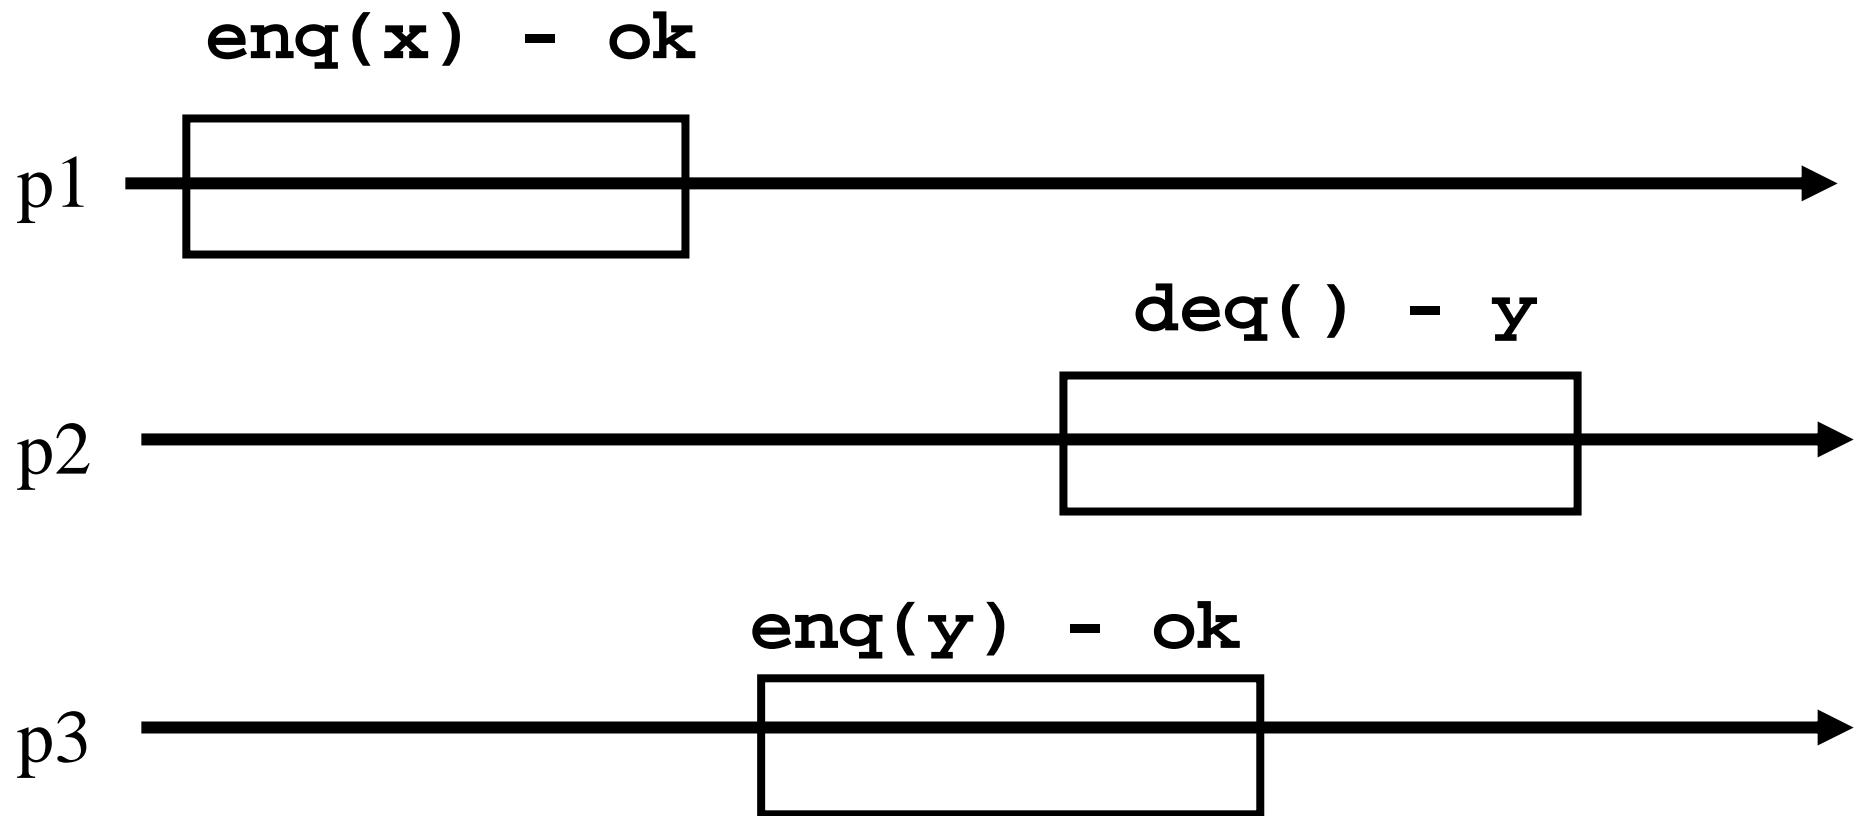 enq(x) - ok
p1
deq() - y
p2
enq(y) - ok
p3